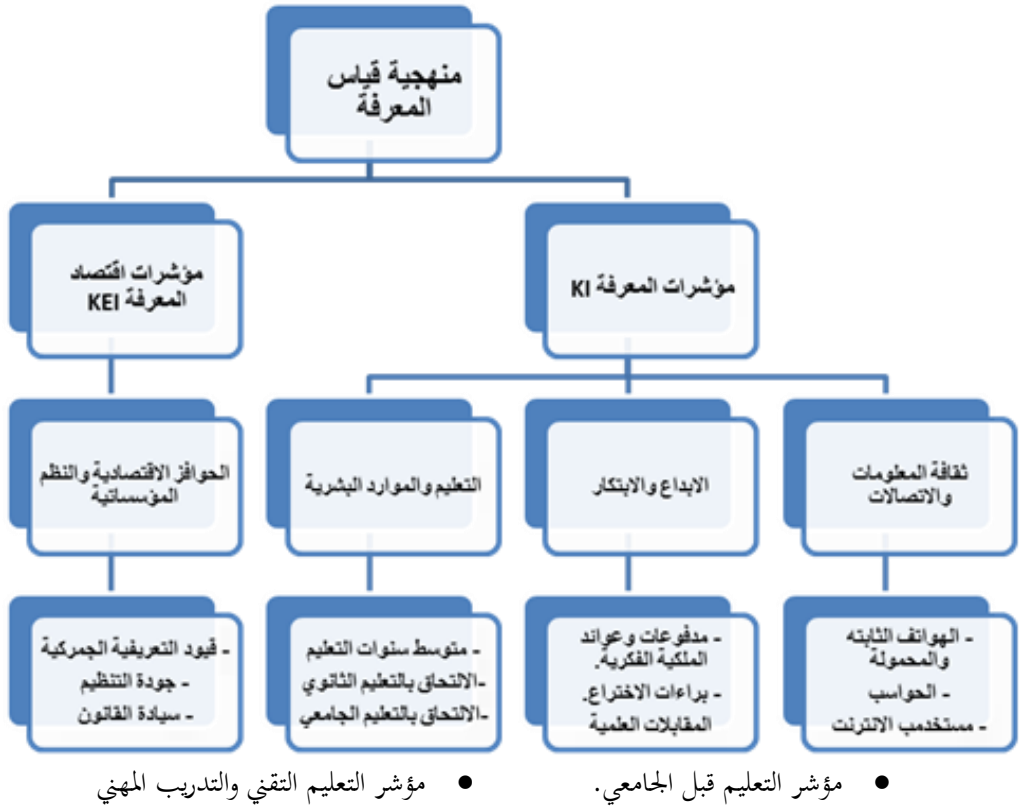 منهجية قياس
المعرفة
مؤشرات المعرفة KI
مؤشرات اقتصاد
المعرفة KEI
ثقافة المعلومات
والاتصالات
الابداع والابتكار
التعليم والموارد البشرية
الحوافز الاقتصادية والنظم
المؤسساتية
- الهواتف الثابته
والمحمولة
- الحواسب
- مستخدمب الانترنت
- مدفوعات وعوائد
الملكية الفكرية.
- براءات الاختراع.
المقابلات العلمية
- متوسط سنوات التعليم
-الالتحاق بالتعليم الثانوي
-الالتحاق بالتعليم الجامعي
- قيود التعريفية الجمركية
- جودة التنظيم
- سيادة القانون
● مؤشر التعليم قبل الجامعي.
● مؤشر التعليم التقني والتدريب المهني